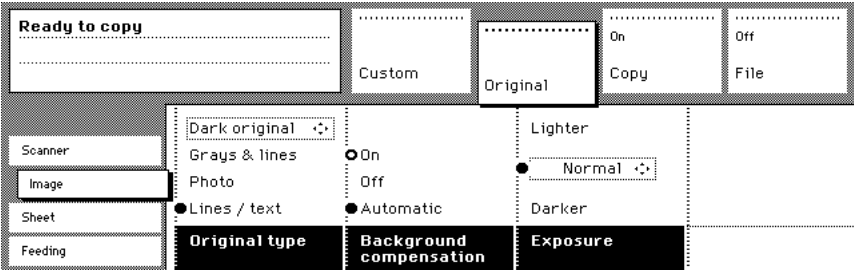 Ready to copy
Custom
Original
On
Copy
Off
File
Scanner
Image
Sheet
Feeding
Dark original
Grays & lines
Photo
Lines / text
Original type
On
Off
Automatic
Background
compensation
Lighter
Normal
Darker
Exposure